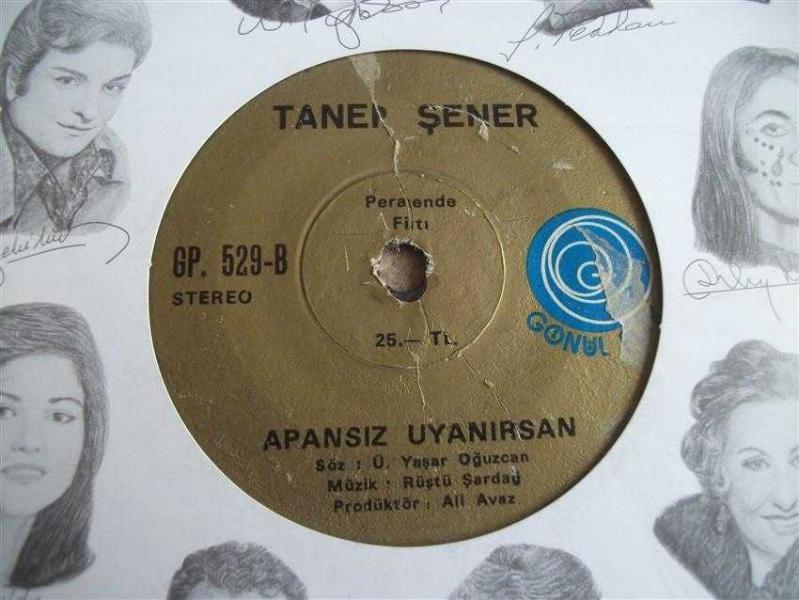 TANER ŞENER
Perakende
Fiatı
GP. 529-B
STEREO
25.— TL.
GÖNÜL
APANSIZ UYANIRSAN
Söz : Ü. Yaşar Oğuzcan
Müzik : Rüştü Şardağ
Prodüktör : Ali Avaz